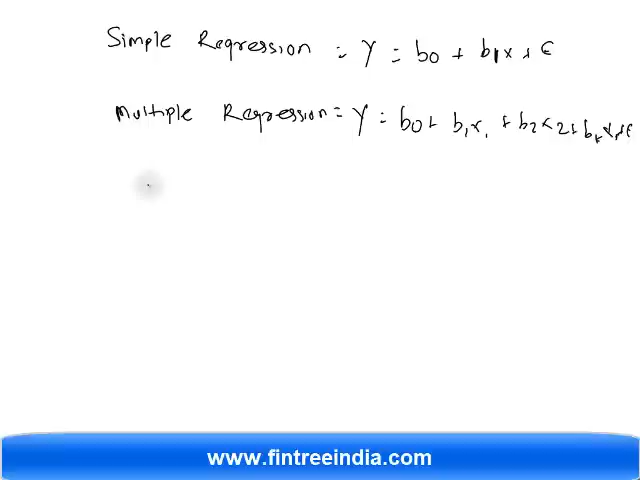 Simple Regression = Y = b0 + b1x + ε
Multiple Regression = Y = b0 + b1x1 + b2x2 + bkxk+ε
www.fintreeindia.com